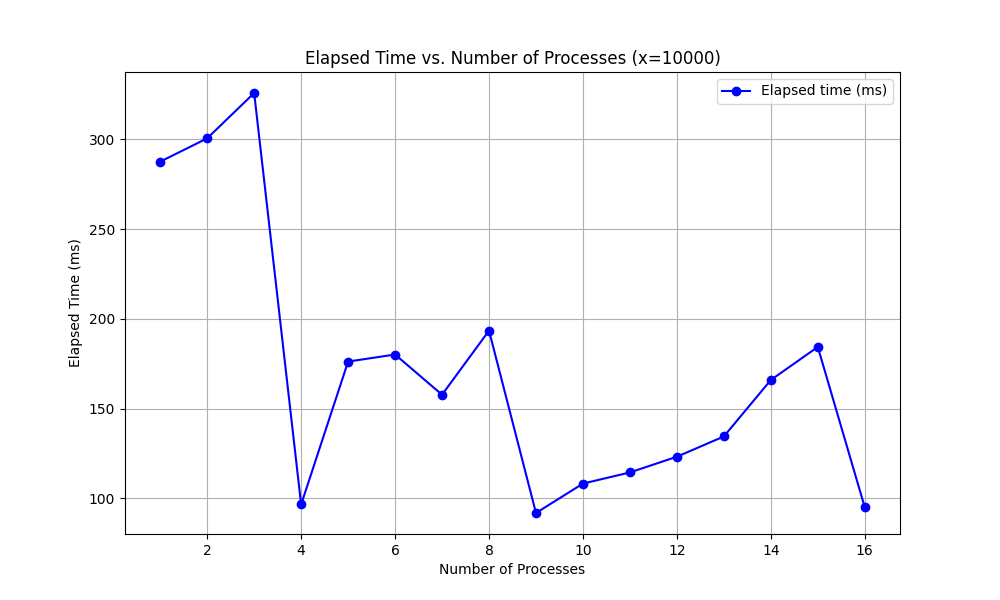 Elapsed Time vs. Number of Processes (x=10000)
Elapsed time (ms)
Elapsed Time (ms)
300
250
200
150
100
2 4 6 8 10 12 14 16
Number of Processes